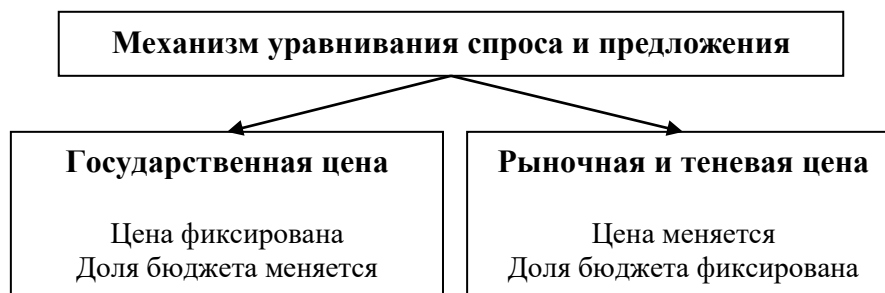 Механизм уравнивания спроса и предложения
Государственная цена
Цена фиксирована
Доля бюджета меняется
Рыночная и теневая цена
Цена меняется
Доля бюджета фиксирована